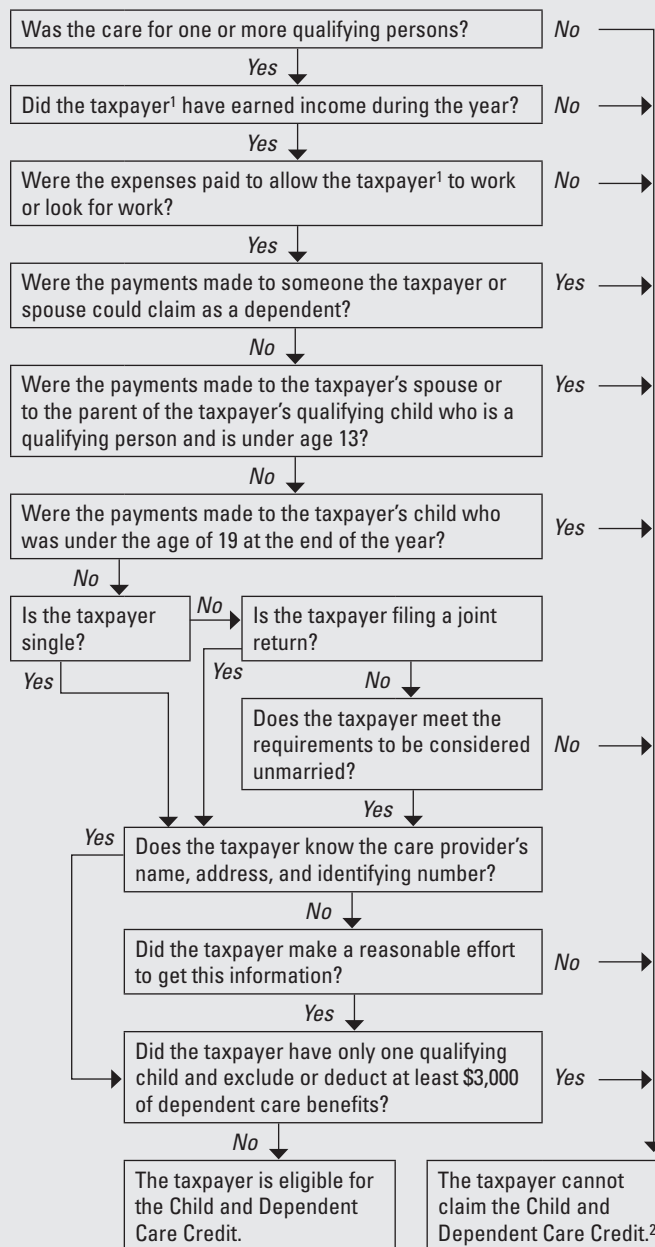 Was the care for one or more qualifying persons?
No
Yes
Did the taxpayer¹ have earned income during the year?
No
Yes
Were the expenses paid to allow the taxpayer¹ to work
or look for work?
No
Yes
Were the payments made to someone the taxpayer or
spouse could claim as a dependent?
Yes
No
Were the payments made to the taxpayer's spouse or
to the parent of the taxpayer's qualifying child who is a
qualifying person and is under age 13?
Yes
No
Were the payments made to the taxpayer's child who
was under the age of 19 at the end of the year?
Yes
No
Is the taxpayer
single?
No
Is the taxpayer filing a joint
return?
Yes
Yes
No
Does the taxpayer meet the
requirements to be considered
unmarried?
No
Yes
Yes
Does the taxpayer know the care provider's
name, address, and identifying number?
No
Did the taxpayer make a reasonable effort
to get this information?
No
Yes
Did the taxpayer have only one qualifying
child and exclude or deduct at least $3,000
of dependent care benefits?
Yes
No
The taxpayer is eligible for
the Child and Dependent
Care Credit.
The taxpayer cannot
claim the Child and
Dependent Care Credit.²